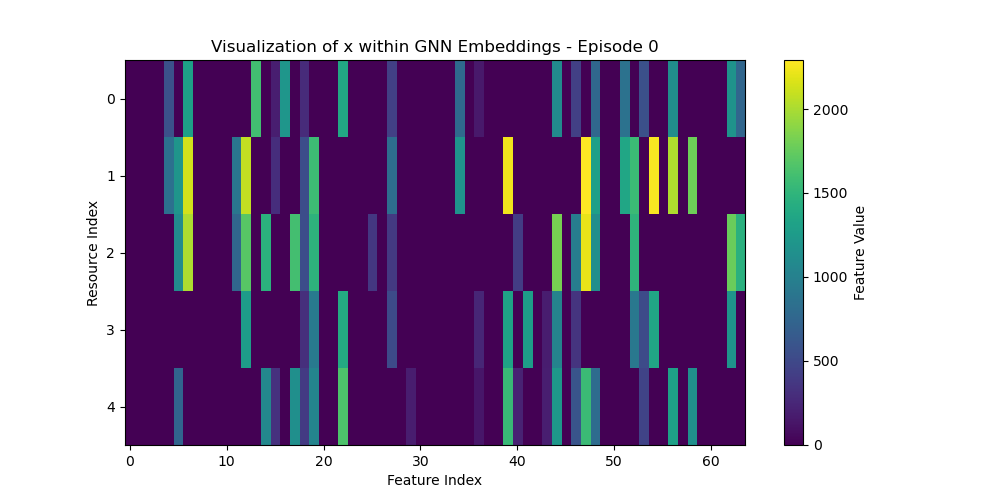 Visualization of x within GNN Embeddings - Episode 0
Resource Index
0
1
2
3
4
0 10 20 30 40 50 60
Feature Index
2000
1500
1000
500
0
Feature Value